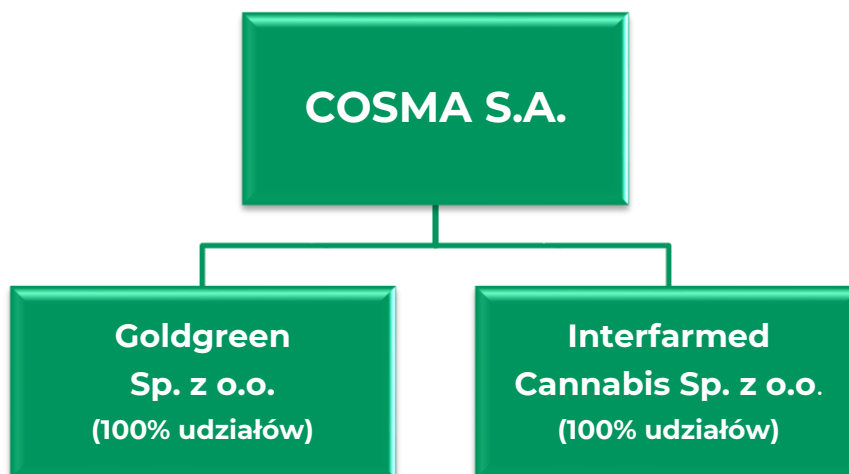 COSMA S.A.
Goldgreen
Sp. z o.o.
(100% udziałów)
Interfarmed
Cannabis Sp. z o.o.
(100% udziałów)